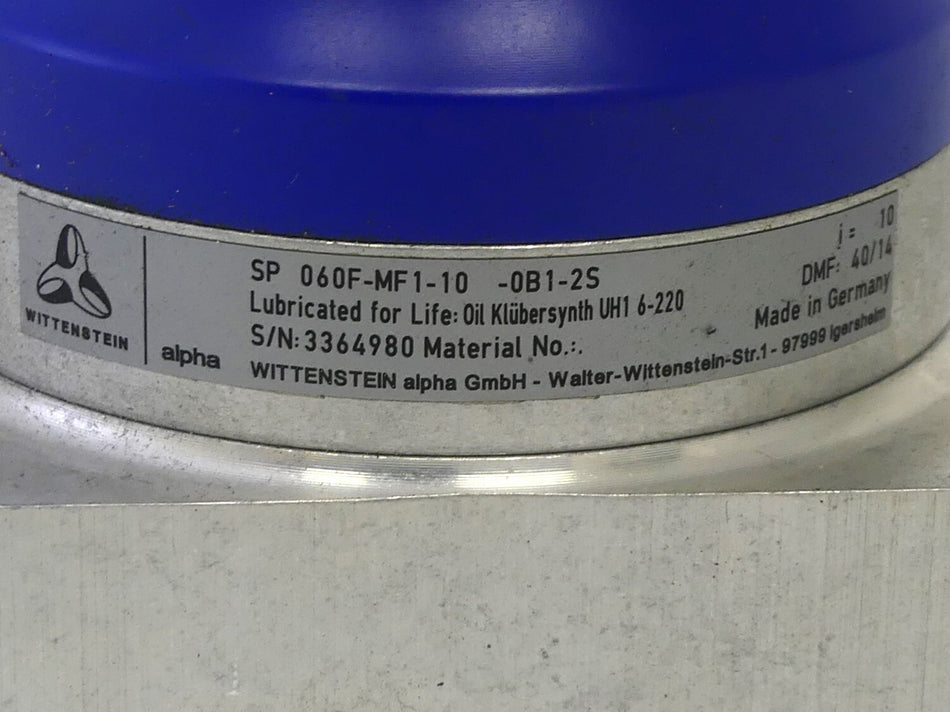 WITTENSTEIN
alpha
SP 060F-MF1-10 -0B1-2S
Lubricated for Life: Oil Klübersynth UH1 6-220
S/N: 3364980 Material No.:.
WITTENSTEIN alpha GmbH - Walter-Wittenstein-Str.1 - 97999 Igersheim
i = 10
DMF: 40/14
Made in Germany